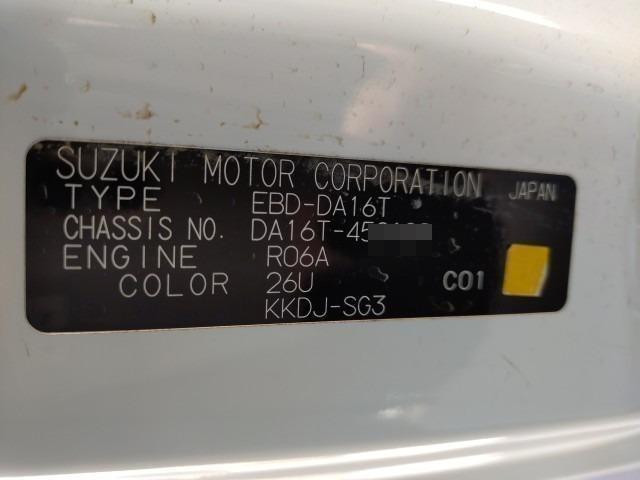 SUZUKI MOTOR CORPORATION JAPAN
TYPE EBD-DA16T
CHASSIS NO. DA16T-45
ENGINE R06A
COLOR 26U C01
KKDJ-SG3